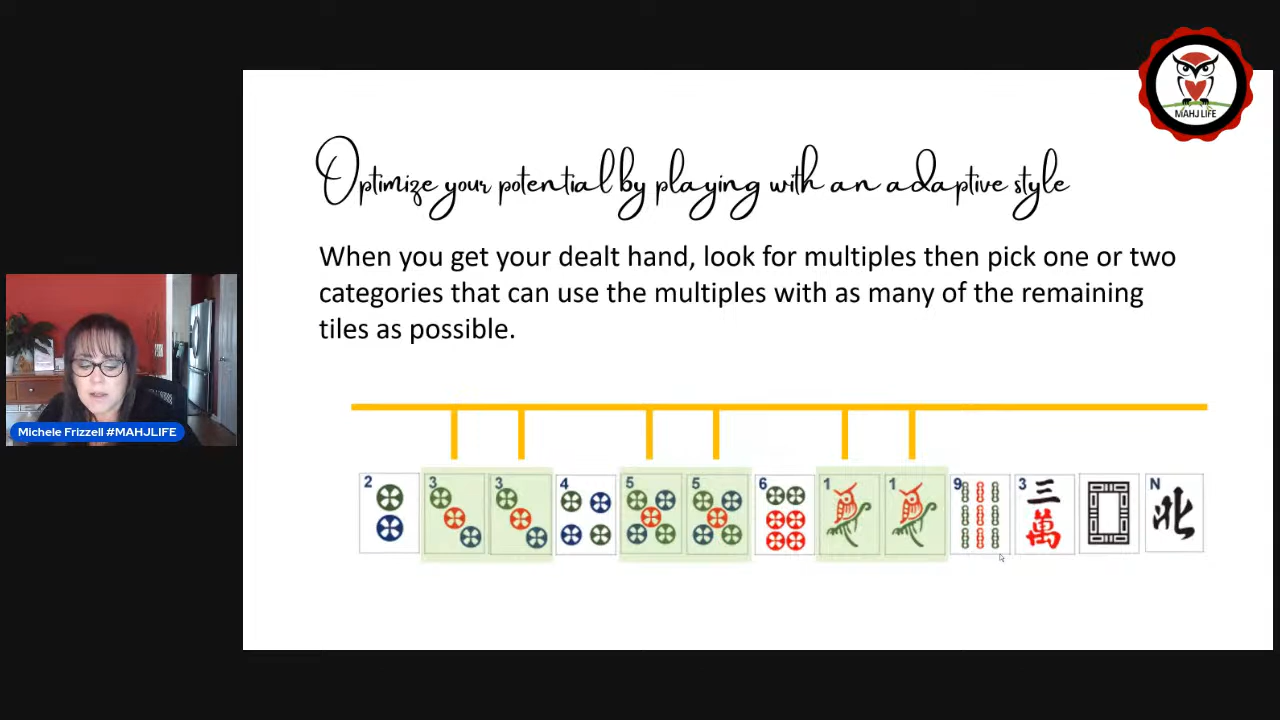 MAHJ LIFE
Optimize your potential by playing with an adaptive style
When you get your dealt hand, look for multiples then pick one or two
categories that can use the multiples with as many of the remaining
tiles as possible.
Michele Frizzell #MAHJLIFE
2 3 3 4 5 5 6 1 1 9 3 N
三萬 北